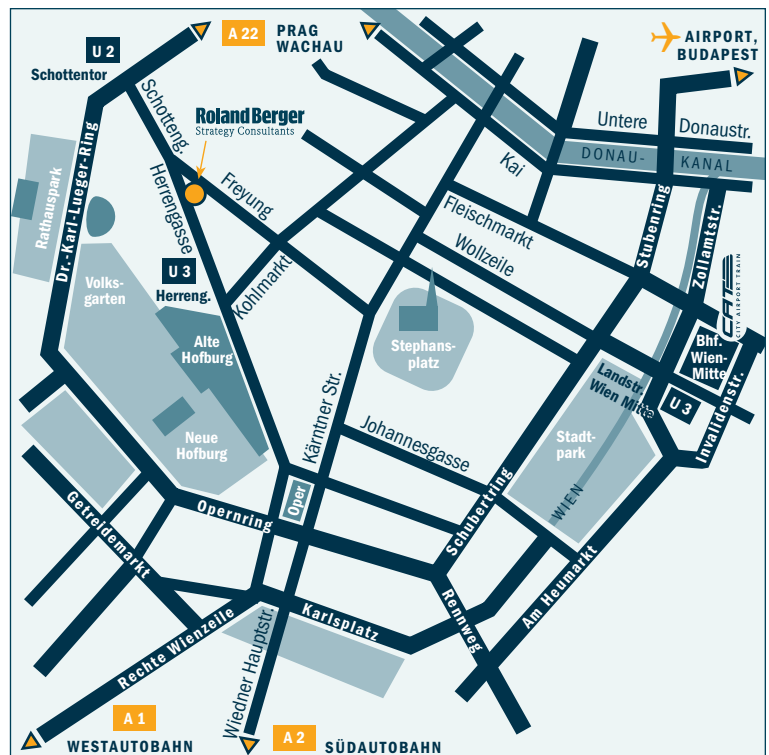 U 2
Schottentor
A 22
PRAG
WACHAU
AIRPORT,
BUDAPEST
Schotteng.
Roland Berger
Strategy Consultants
Untere
Donaustr.
DONAU-
KANAL
Kai
Dr.-Karl-Lueger-Ring
Rathauspark
Herrengasse
Freyung
Fleischmarkt
Wollzeile
Stubenring
Zollamtstr.
CAT
CITY AIRPORT TRAIN
Volks-
garten
U 3
Herreng.
Kohlmarkt
Alte
Hofburg
Stephans-
platz
Bhf.
Wien-
Mitte
Landstr.
Wien Mitte
U 3
Invalidenstr.
Neue
Hofburg
Kärntner Str.
Johannesgasse
Stadt-
park
WIEN
Getreidemarkt
Opernring
Oper
Schubertring
Am Heumarkt
Rechte Wienzeile
Karlsplatz
Rennweg
Wiedner Hauptstr.
A 1
WESTAUTOBAHN
A 2
SÜDAUTOBAHN